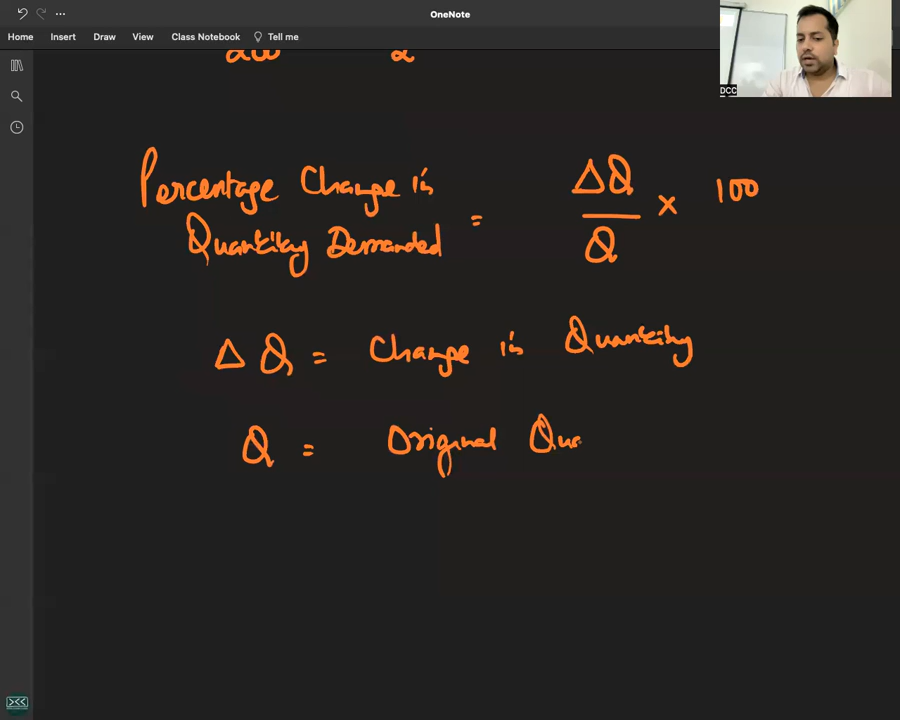 OneNote
Home Insert Draw View Class Notebook Tell me
DCC
Percentage Change in
Quantity Demanded = ΔQ / Q × 100
ΔQ = Change in Quantity
Q = Original Qua